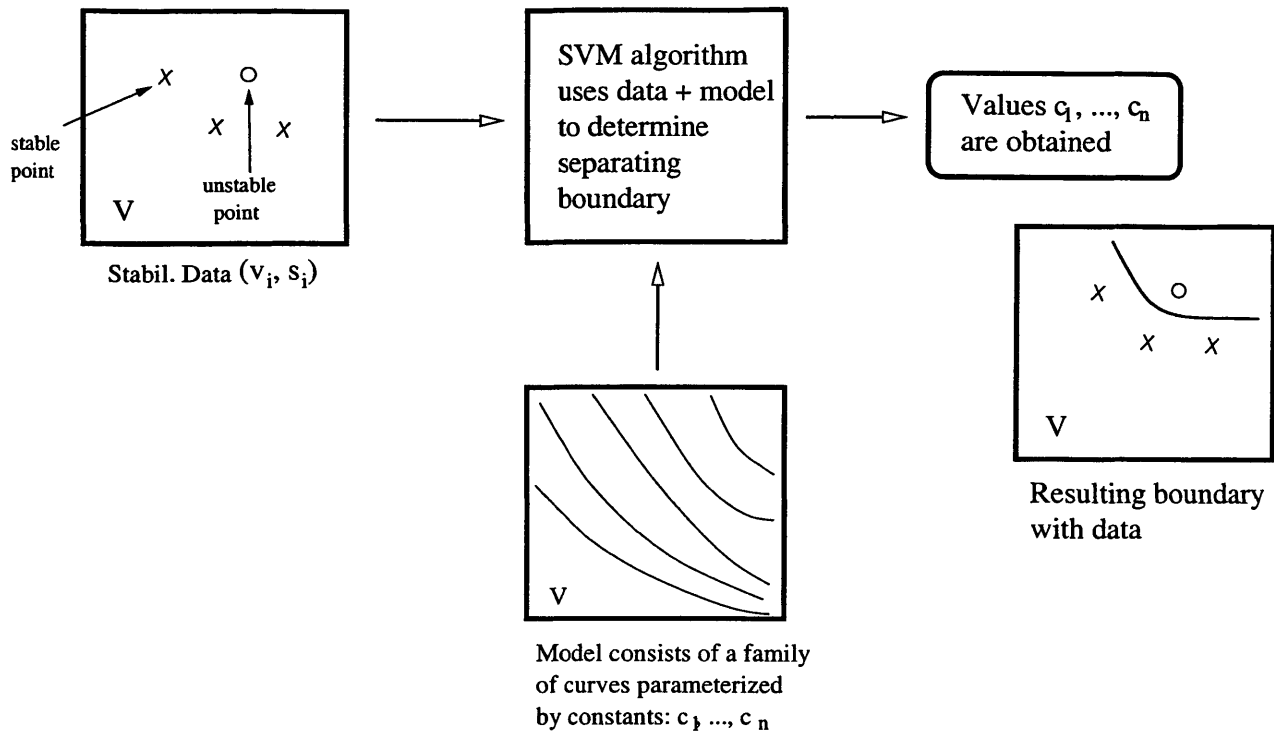 X
O
X
X
stable
point
unstable
point
V
Stabil. Data (v_i, s_i)
SVM algorithm
uses data + model
to determine
separating
boundary
Values c_1, ..., c_n
are obtained
X
O
X
X
V
Resulting boundary
with data
V
Model consists of a family
of curves parameterized
by constants: c_1, ..., c_n